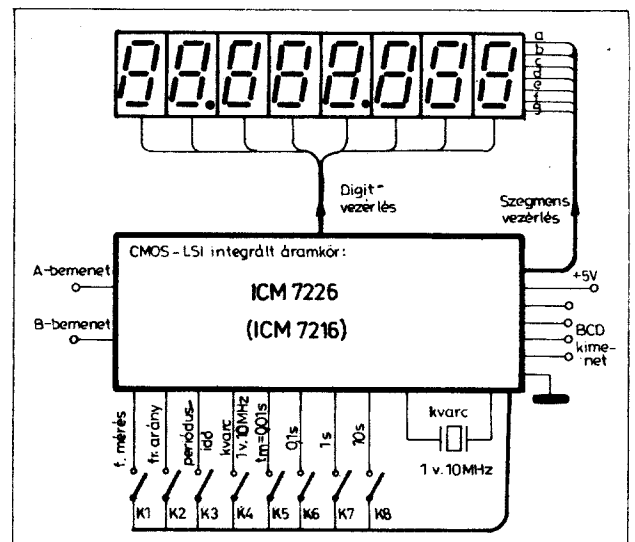 a
b
c
d
e
f
g
Digit-
vezérlés
Szegmens
vezérlés
CMOS-LSI integrált áramkör:
ICM 7226
(ICM 7216)
A-bemenet
B-bemenet
+5V
BCD
kime-
net
f. mérés
fr. arány
periódus-
idő
kvarc
1 v. 10MHz
tm=0,01s
0,1s
1s
10s
kvarc
1 v. 10MHz
K1 K2 K3 K4 K5 K6 K7 K8